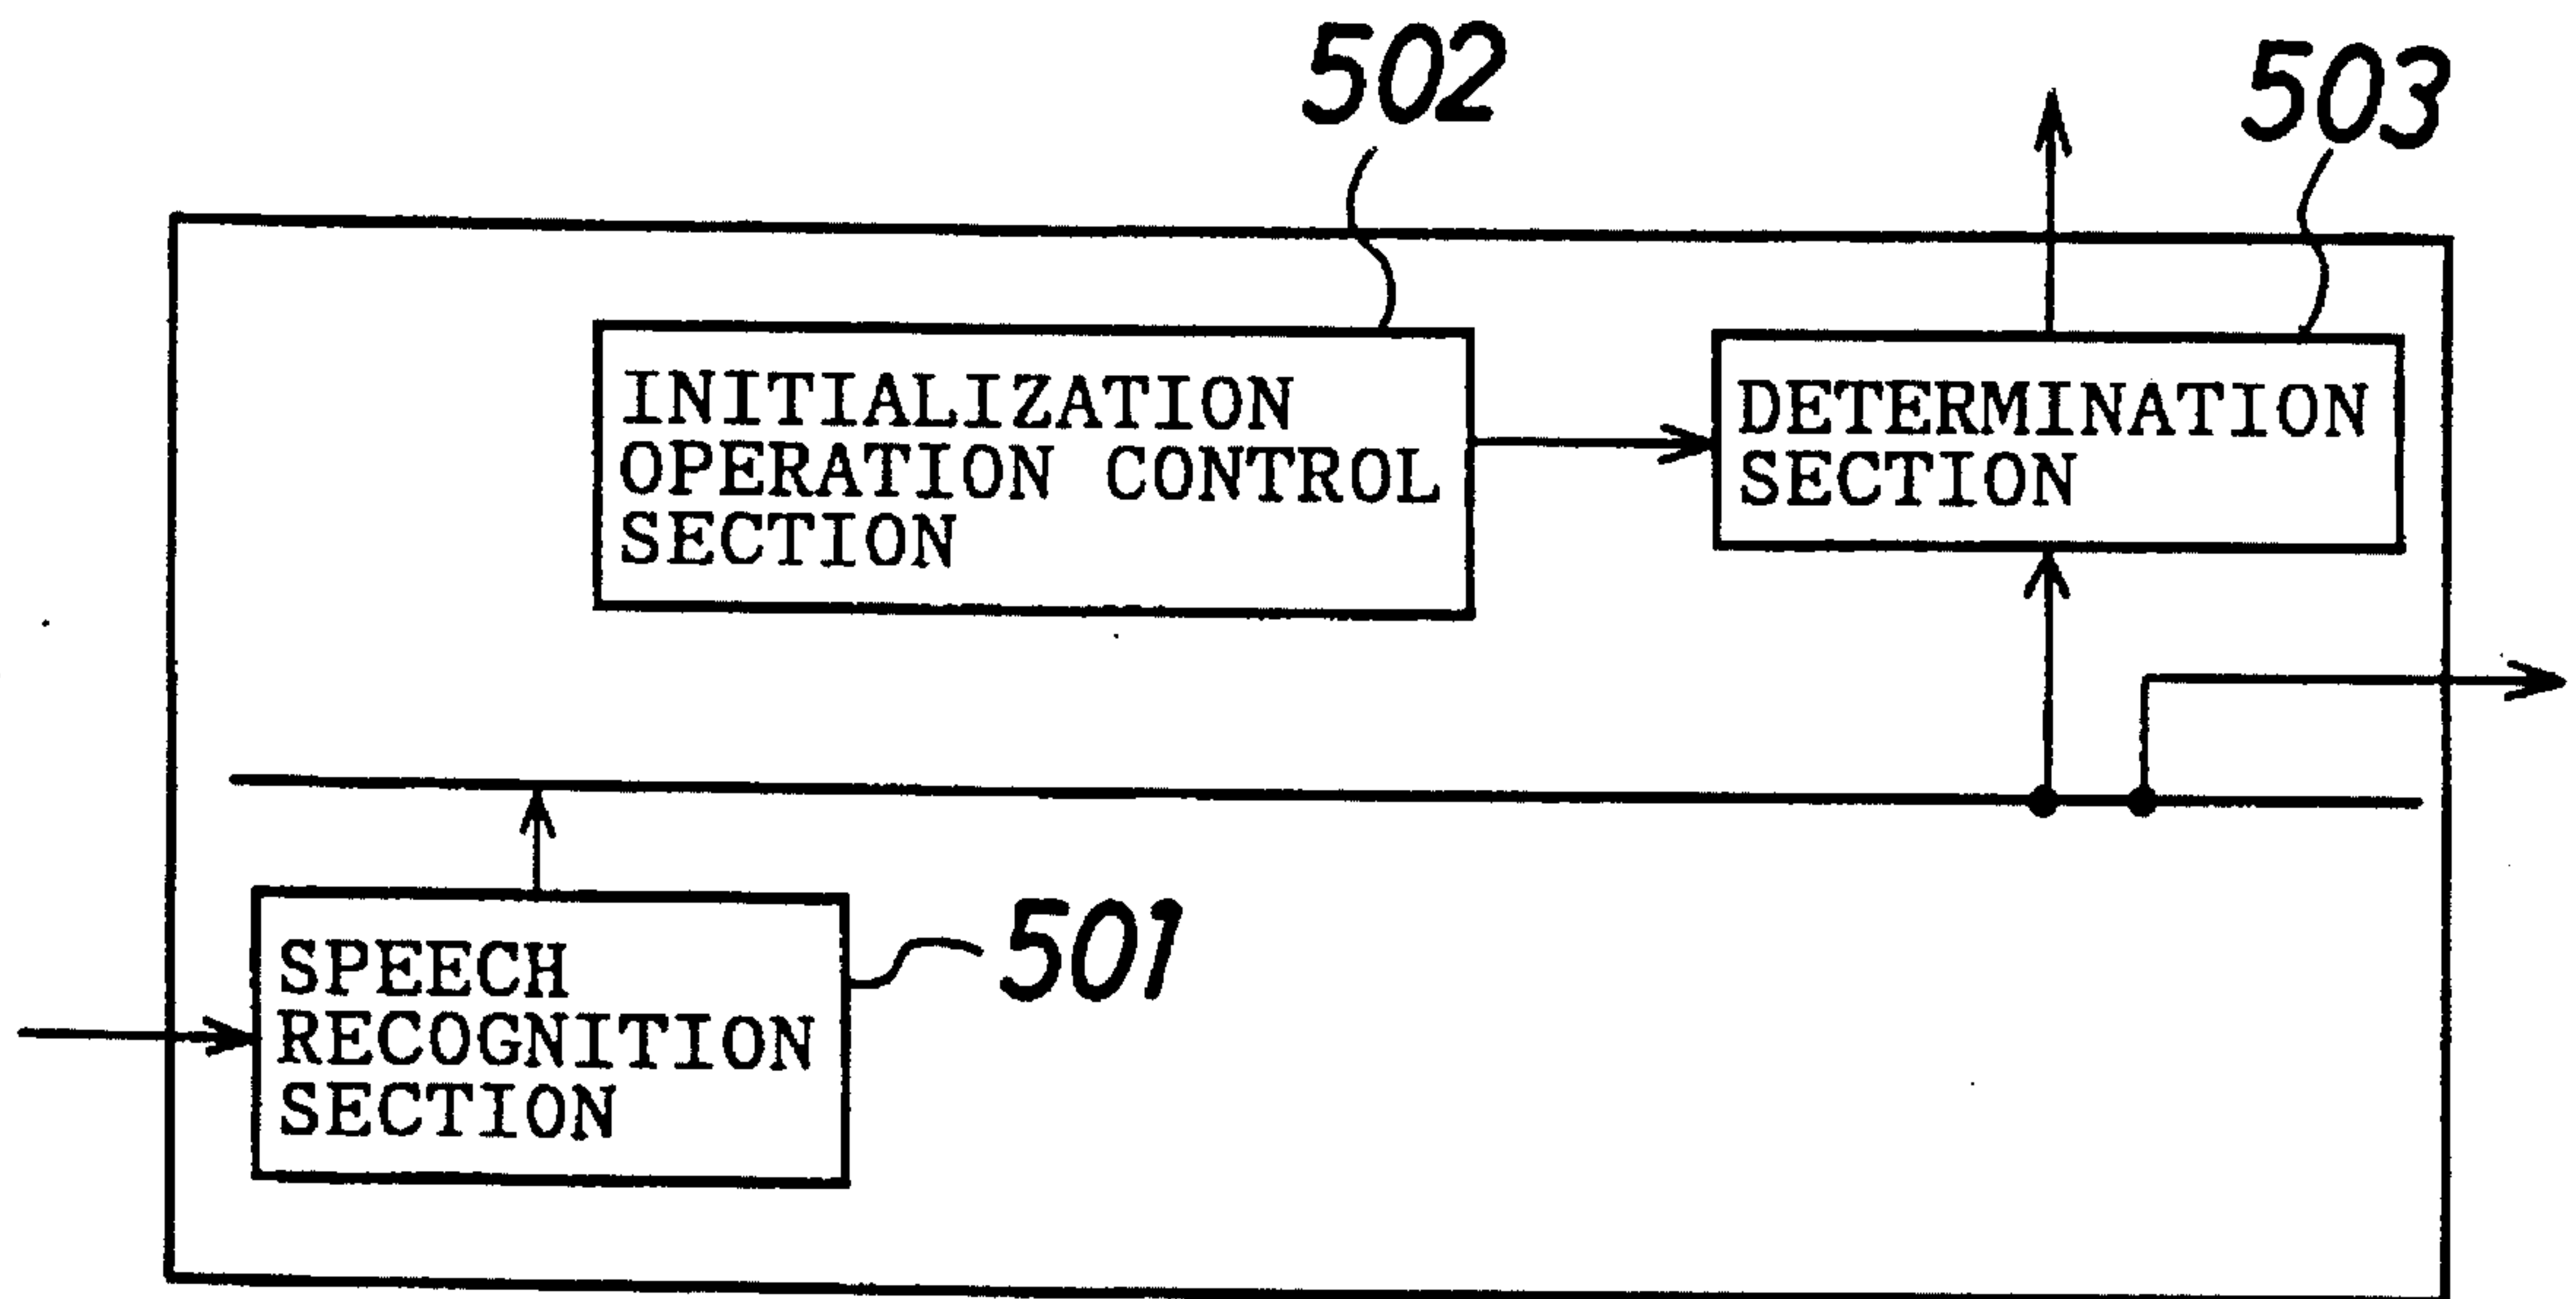 502
503
INITIALIZATION
OPERATION CONTROL
SECTION
DETERMINATION
SECTION
SPEECH
RECOGNITION
SECTION
501